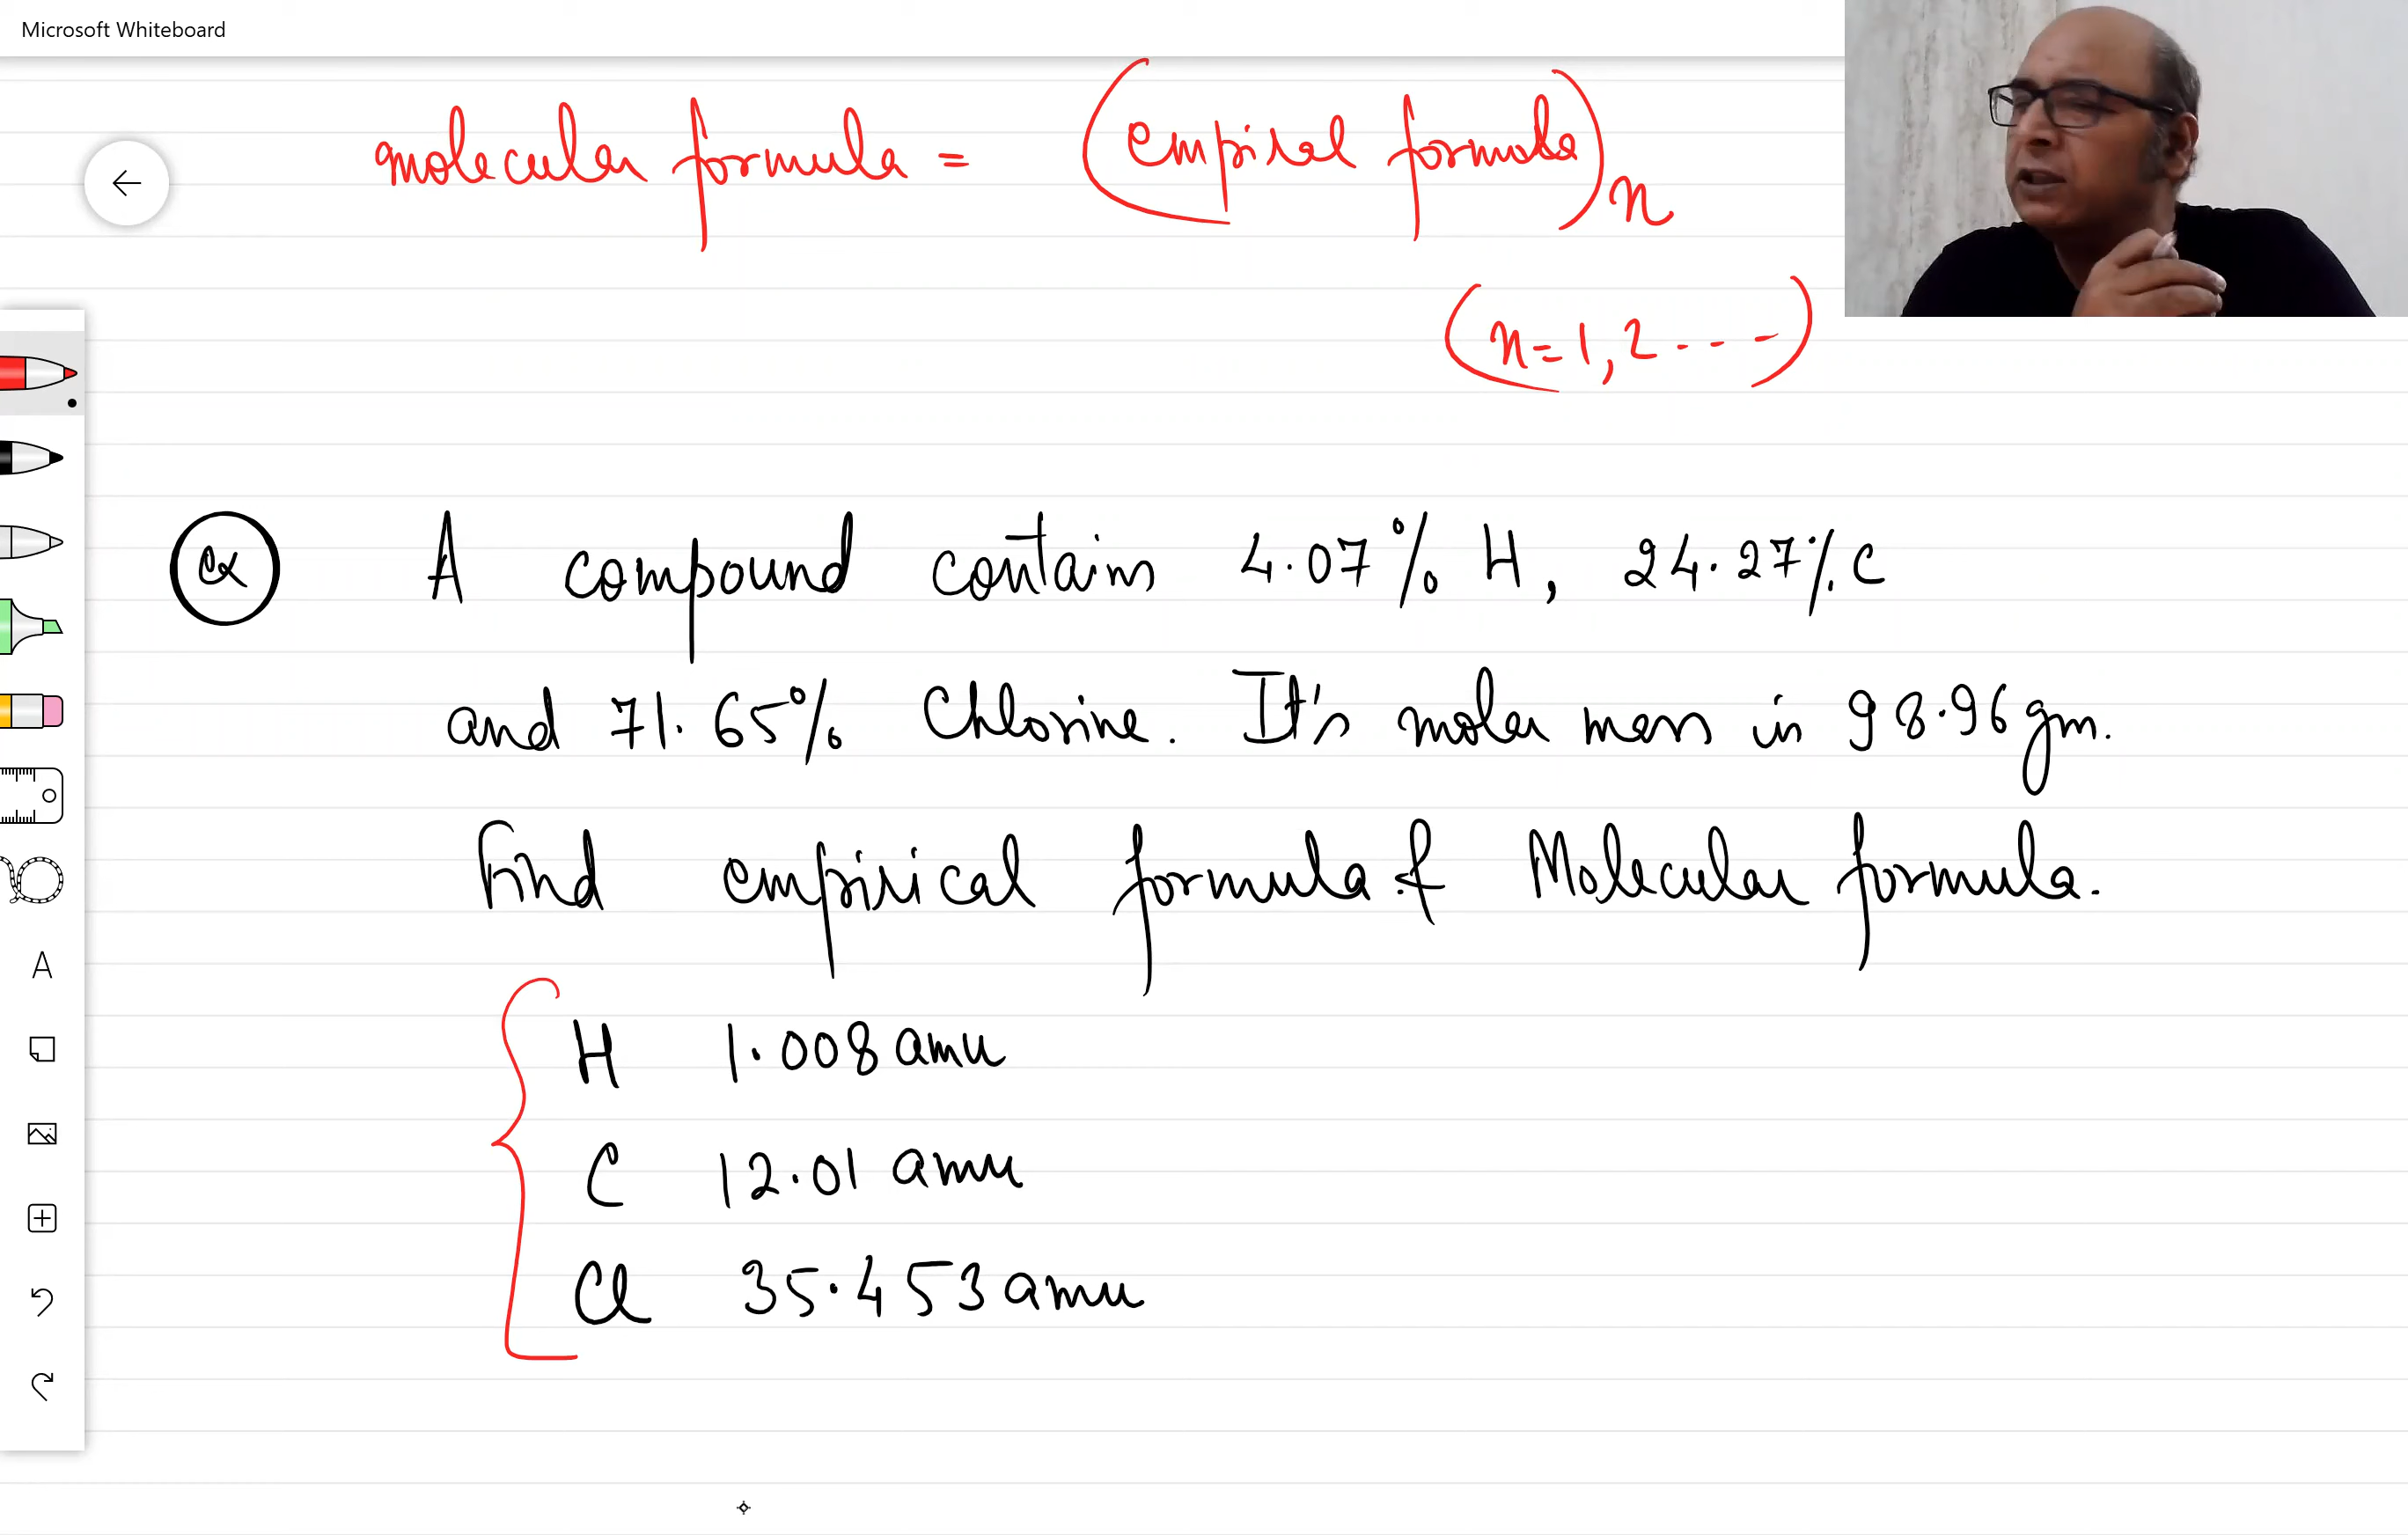 Microsoft Whiteboard
molecular formula = (empirical formula)n
(n=1,2----)
ex A compound contains 4.07% H, 24.27% C
and 71.65% Chlorine. It's molar mass is 98.96 gm.
Find empirical formula & Molecular formula.
H 1.008 amu
C 12.01 amu
Cl 35.453 amu
A